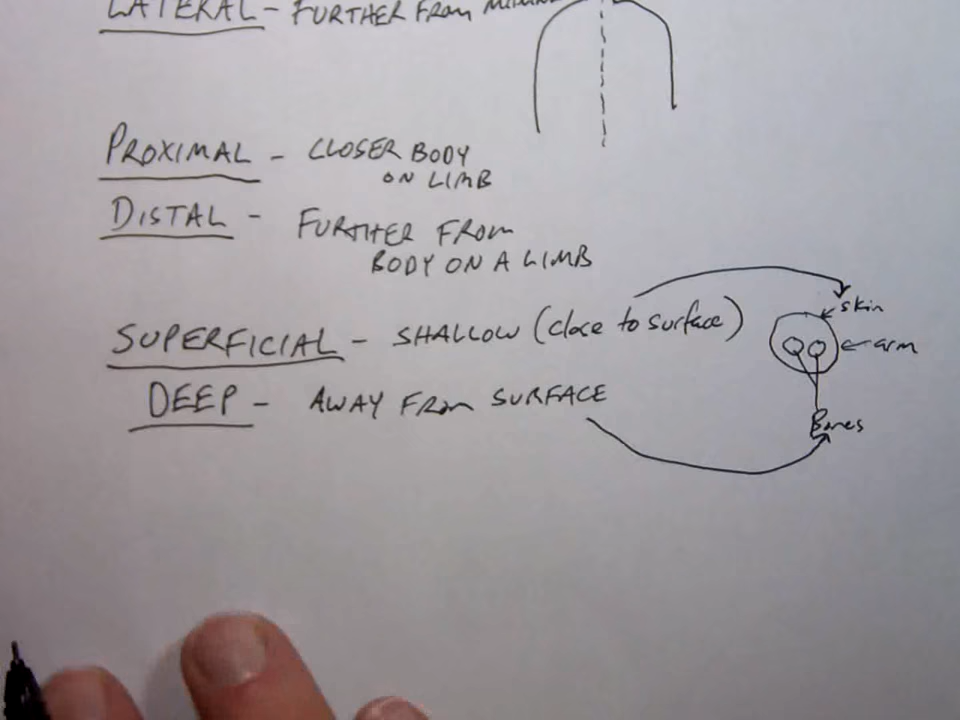 LATERAL - FURTHER FROM
PROXIMAL - CLOSER BODY
ON LIMB
DISTAL - FURTHER FROM
BODY ON A LIMB
skin
SUPERFICIAL - SHALLOW (close to surface)
arm
DEEP - AWAY FROM SURFACE
Bones